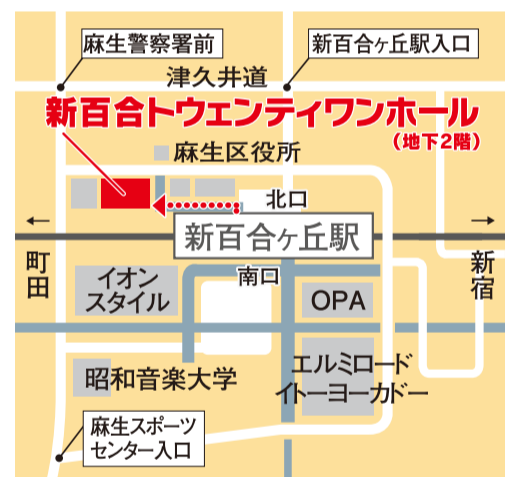 麻生警察署前
新百合ヶ丘駅入口
津久井道
新百合トウェンティワンホール
(地下2階)
麻生区役所
北口
←
→
新百合ヶ丘駅
町田
新宿
南口
イオン
スタイル
OPA
エルミロード
イトーヨーカドー
昭和音楽大学
麻生スポーツ
センター入口